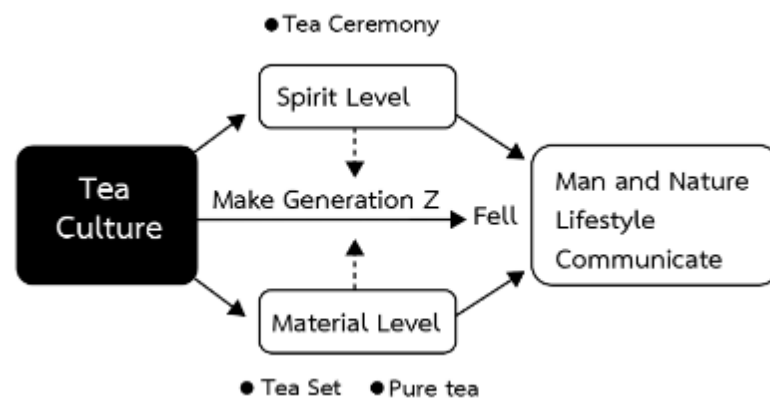 ● Tea Ceremony
Spirit Level
Tea
Culture
Make Generation Z
Fell
Man and Nature
Lifestyle
Communicate
Material Level
● Tea Set ● Pure tea